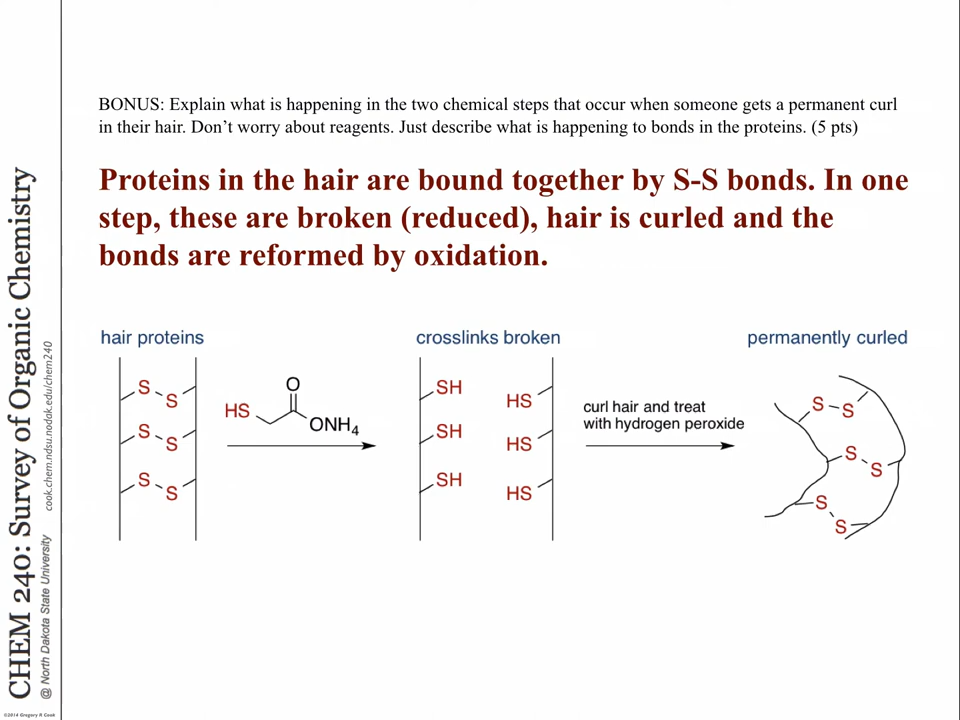 BONUS: Explain what is happening in the two chemical steps that occur when someone gets a permanent curl
in their hair. Don't worry about reagents. Just describe what is happening to bonds in the proteins. (5 pts)
Proteins in the hair are bound together by S-S bonds. In one
step, these are broken (reduced), hair is curled and the
bonds are reformed by oxidation.
hair proteins
S S
S S
S S
HS
O
ONH4
crosslinks broken
SH HS
SH HS
SH HS
curl hair and treat
with hydrogen peroxide
permanently curled
S S
S S
S
S
CHEM 240: Survey of Organic Chemistry
@ North Dakota State University cook.chem.ndsu.nodak.edu/chem240
©2014 Gregory R Cook